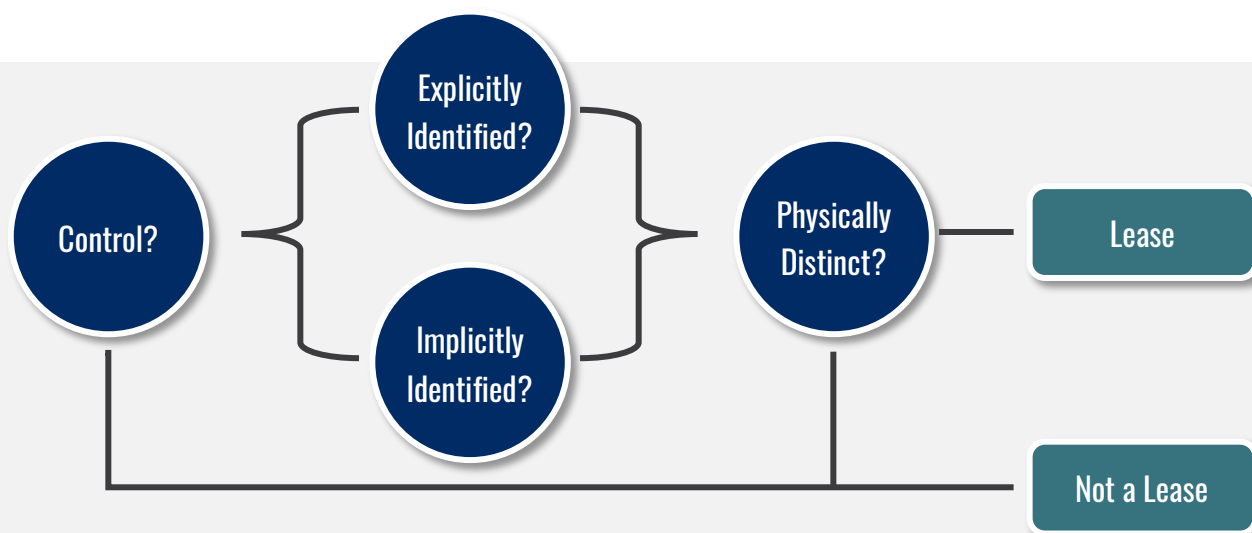 Control?
Explicitly
Identified?
Implicitly
Identified?
Physically
Distinct?
Lease
Not a Lease